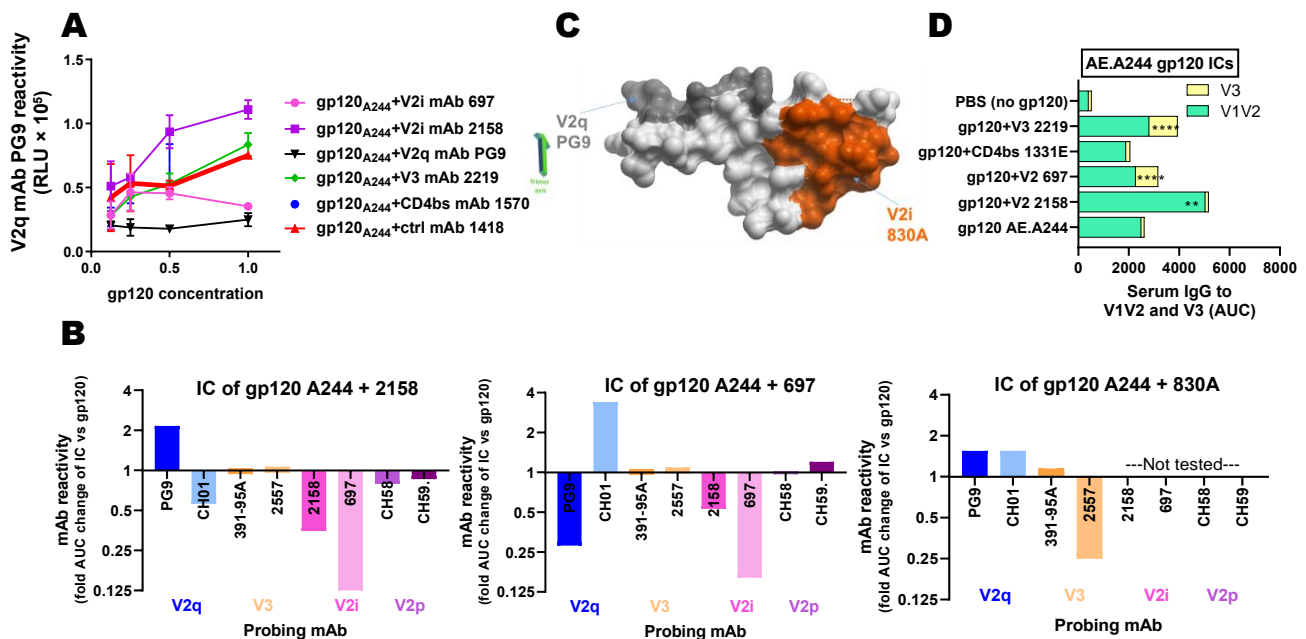 A
V2q mAb PG9 reactivity
(RLU × 10⁵)
1.5
1.0
0.5
0.0
0.0
0.5
1.0
gp120 concentration
gp120A244+V2i mAb 697
gp120A244+V2i mAb 2158
gp120A244+V2q mAb PG9
gp120A244+V3 mAb 2219
gp120A244+CD4bs mAb 1570
gp120A244+ctrl mAb 1418
C
V2q
PG9
Trimer
axis
V2i
830A
D
AE.A244 gp120 ICs
V3
V1V2
PBS (no gp120)
gp120+V3 2219
gp120+CD4bs 1331E
gp120+V2 697
gp120+V2 2158
gp120 AE.A244
****
****
**
0
2000
4000
6000
8000
Serum IgG to
V1V2 and V3 (AUC)
B
IC of gp120 A244 + 2158
mAb reactivity
(fold AUC change of IC vs gp120)
4
2
1
0.5
0.25
0.125
PG9
CH01
391-95A
2557
2158
697
CH58
CH59.
V2q
V3
V2i
V2p
Probing mAb
IC of gp120 A244 + 697
mAb reactivity
(fold AUC change of IC vs gp120)
4
2
1
0.5
0.25
0.125
PG9
CH01
391-95A
2557
2158
697
CH58
CH59.
V2q
V3
V2i
V2p
Probing mAb
IC of gp120 A244 + 830A
mAb reactivity
(fold AUC change of IC vs gp120)
4
2
1
0.5
0.25
0.125
---Not tested---
PG9
CH01
391-95A
2557
2158
697
CH58
CH59
V2q
V3
V2i
V2p
Probing mAb